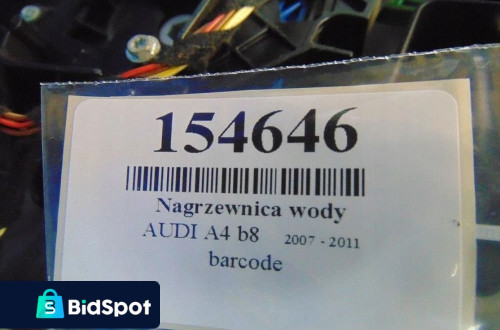 154646
Nagrzewnica wody
AUDI A4 b8 2007 - 2011
barcode
S
BidSpot